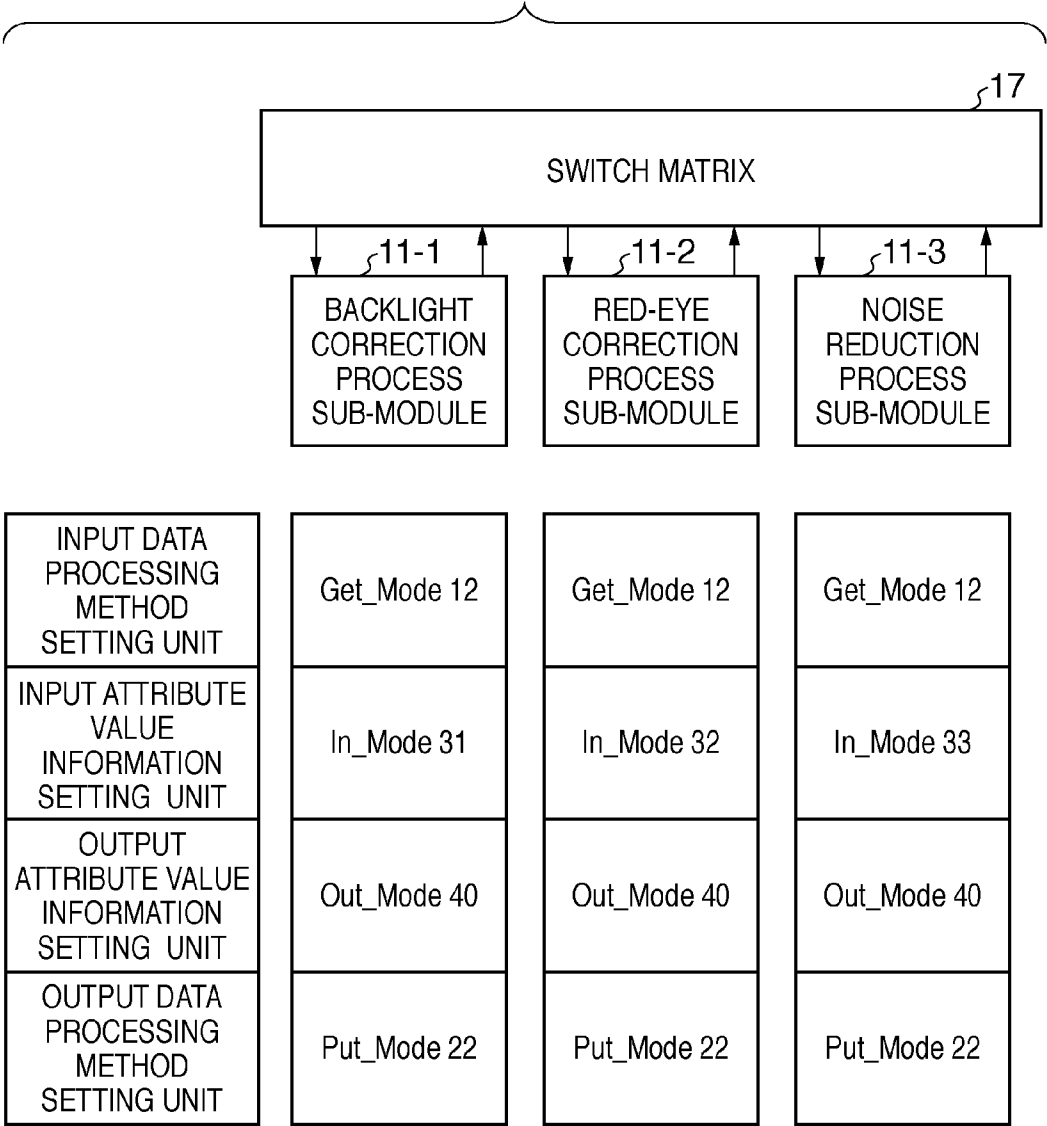 17
SWITCH MATRIX
11-1
11-2
11-3
BACKLIGHT
CORRECTION
PROCESS
SUB-MODULE
RED-EYE
CORRECTION
PROCESS
SUB-MODULE
NOISE
REDUCTION
PROCESS
SUB-MODULE
INPUT DATA
PROCESSING
METHOD
SETTING UNIT
Get_Mode 12
Get_Mode 12
Get_Mode 12
INPUT ATTRIBUTE
VALUE
INFORMATION
SETTING UNIT
In_Mode 31
In_Mode 32
In_Mode 33
OUTPUT
ATTRIBUTE VALUE
INFORMATION
SETTING UNIT
Out_Mode 40
Out_Mode 40
Out_Mode 40
OUTPUT DATA
PROCESSING
METHOD
SETTING UNIT
Put_Mode 22
Put_Mode 22
Put_Mode 22